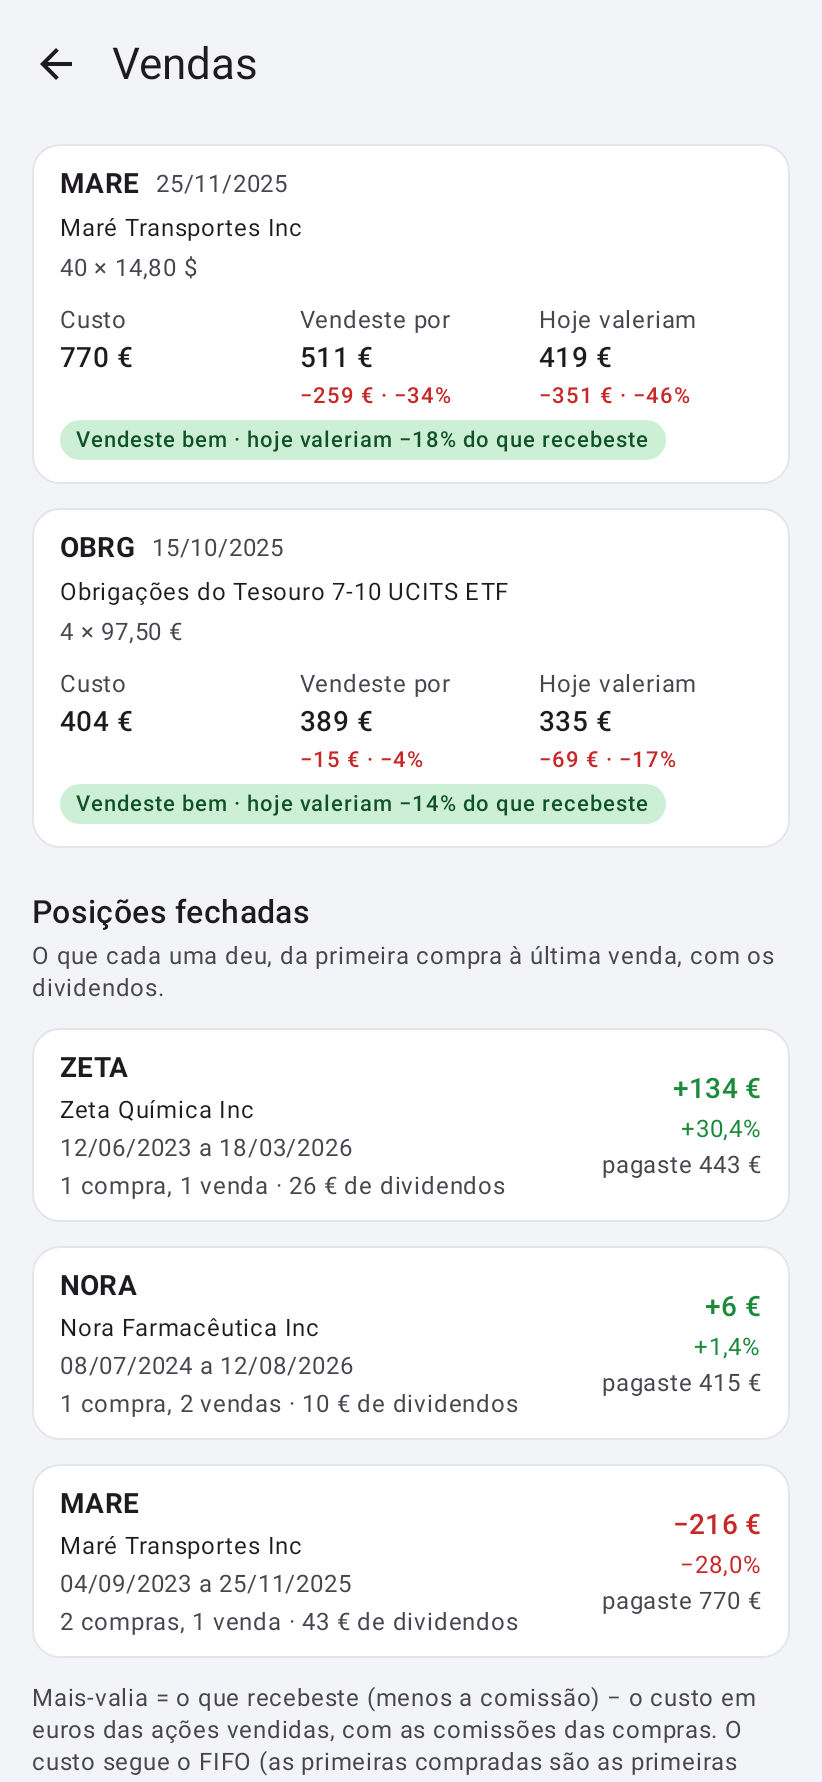 Vendas
MARE 25/11/2025
Maré Transportes Inc
40 × 14,80 $
Custo Vendeste por Hoje valeriam
770 € 511 € 419 €
−259 € · −34% −351 € · −46%
Vendeste bem · hoje valeriam −18% do que recebeste
OBRG 15/10/2025
Obrigações do Tesouro 7-10 UCITS ETF
4 × 97,50 €
Custo Vendeste por Hoje valeriam
404 € 389 € 335 €
−15 € · −4% −69 € · −17%
Vendeste bem · hoje valeriam −14% do que recebeste
Posições fechadas
O que cada uma deu, da primeira compra à última venda, com os
dividendos.
ZETA
Zeta Química Inc
12/06/2023 a 18/03/2026
1 compra, 1 venda · 26 € de dividendos
+134 €
+30,4%
pagaste 443 €
NORA
Nora Farmacêutica Inc
08/07/2024 a 12/08/2026
1 compra, 2 vendas · 10 € de dividendos
+6 €
+1,4%
pagaste 415 €
MARE
Maré Transportes Inc
04/09/2023 a 25/11/2025
2 compras, 1 venda · 43 € de dividendos
−216 €
−28,0%
pagaste 770 €
Mais-valia = o que recebeste (menos a comissão) − o custo em
euros das ações vendidas, com as comissões das compras. O
custo segue o FIFO (as primeiras compradas são as primeiras